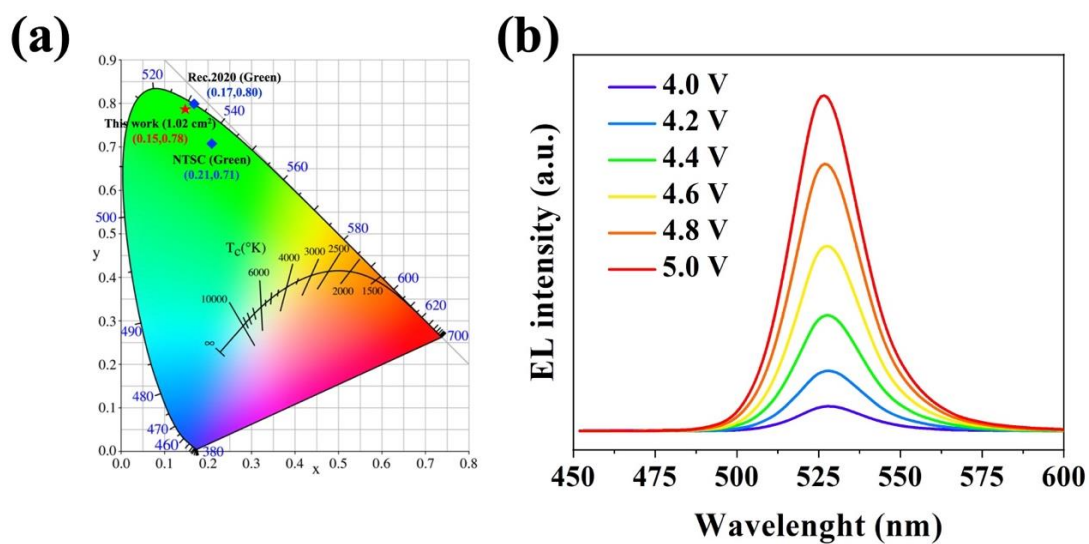 (a)
0.9
0.8
0.7
0.6
0.5
0.4
0.3
0.2
0.1
0.0
y
0.0 0.1 0.2 0.3 0.4 0.5 0.6 0.7 0.8
x
520
540
560
580
600
620
700
500
490
480
470
460
380
Rec.2020 (Green)
(0.17,0.80)
This work (1.02 cm²)
(0.15,0.78)
NTSC (Green)
(0.21,0.71)
Tc(°K)
∞
10000
6000
4000
3000
2500
2000
1500
(b)
4.0 V
4.2 V
4.4 V
4.6 V
4.8 V
5.0 V
EL intensity (a.u.)
450 475 500 525 550 575 600
Wavelenght (nm)